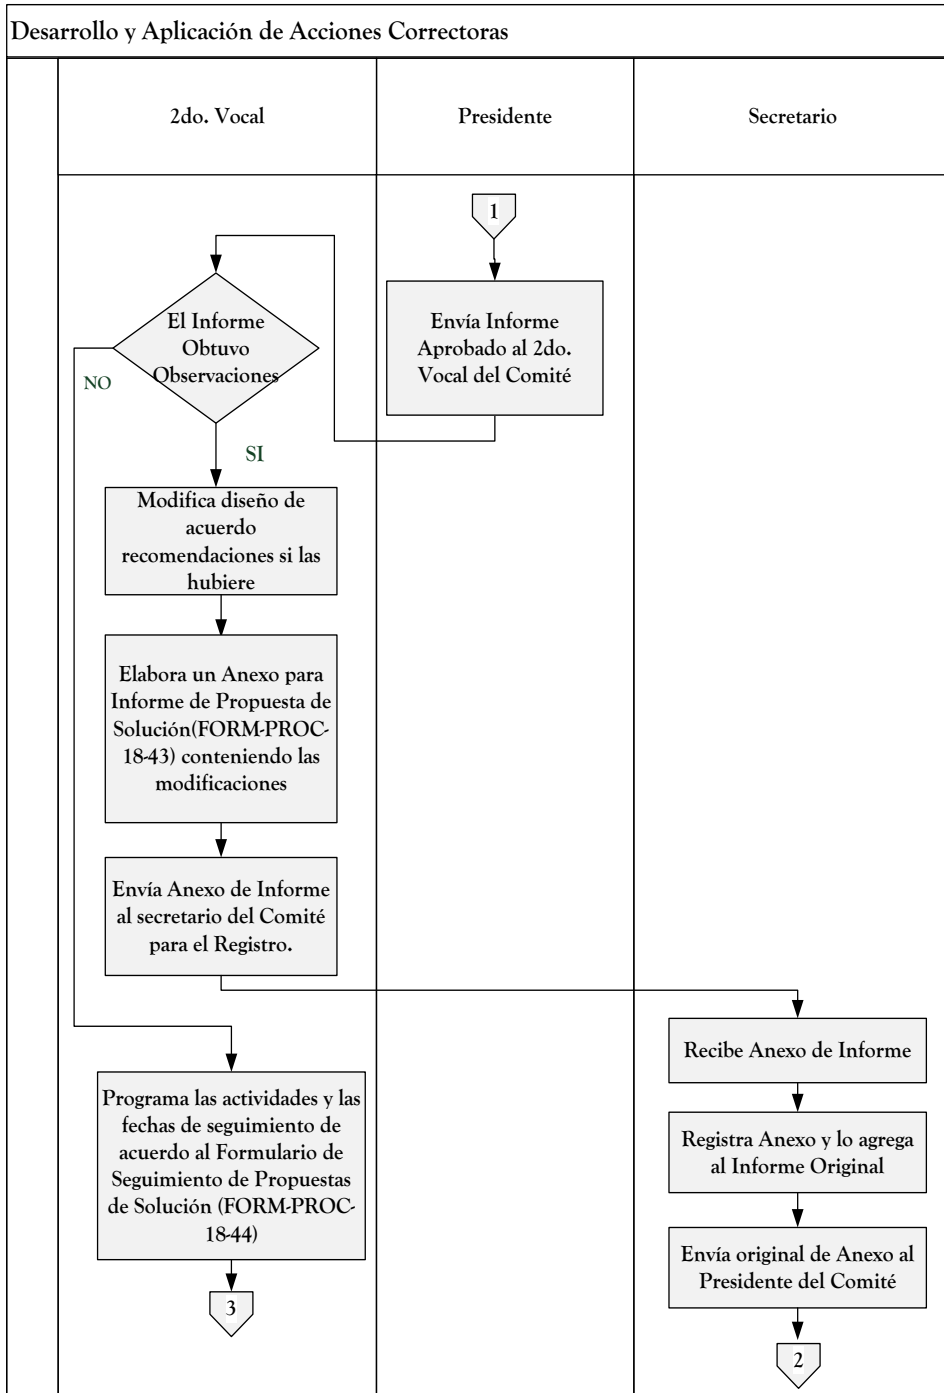 Desarrollo y Aplicación de Acciones Correctoras
2do. Vocal
Presidente
Secretario
1
Envía Informe
Aprobado al 2do.
Vocal del Comité
El Informe
Obtuvo
Observaciones
NO
SI
Modifica diseño de
acuerdo
recomendaciones si las
hubiere
Elabora un Anexo para
Informe de Propuesta de
Solución(FORM-PROC-
18-43) conteniendo las
modificaciones
Envía Anexo de Informe
al secretario del Comité
para el Registro.
Recibe Anexo de Informe
Registra Anexo y lo agrega
al Informe Original
Envía original de Anexo al
Presidente del Comité
2
Programa las actividades y las
fechas de seguimiento de
acuerdo al Formulario de
Seguimiento de Propuestas
de Solución (FORM-PROC-
18-44)
3